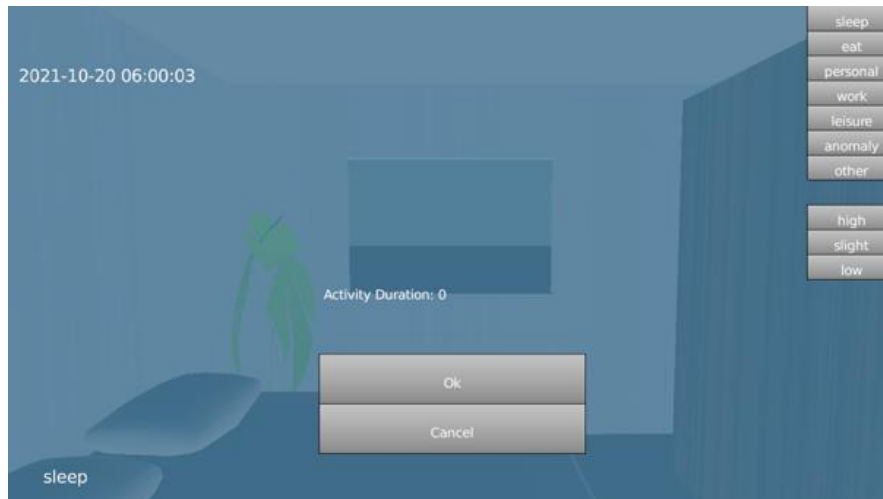 sleep
eat
2021-10-20 06:00:03
personal
work
leisure
anomaly
other
high
slight
low
Activity Duration: 0
Ok
Cancel
sleep